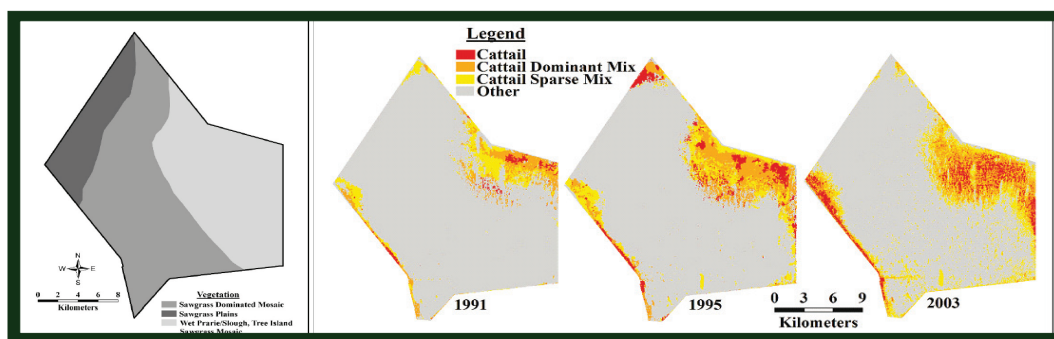 N
W E
S
0 2 4 6 8
Kilometers
Vegetation
Sawgrass Dominated Mosaic
Sawgrass Plains
Wet Prarie/Slough, Tree Island
Sawgrass Mosaic
Legend
Cattail
Cattail Dominant Mix
Cattail Sparse Mix
Other
1991
1995
2003
0 3 6 9
Kilometers